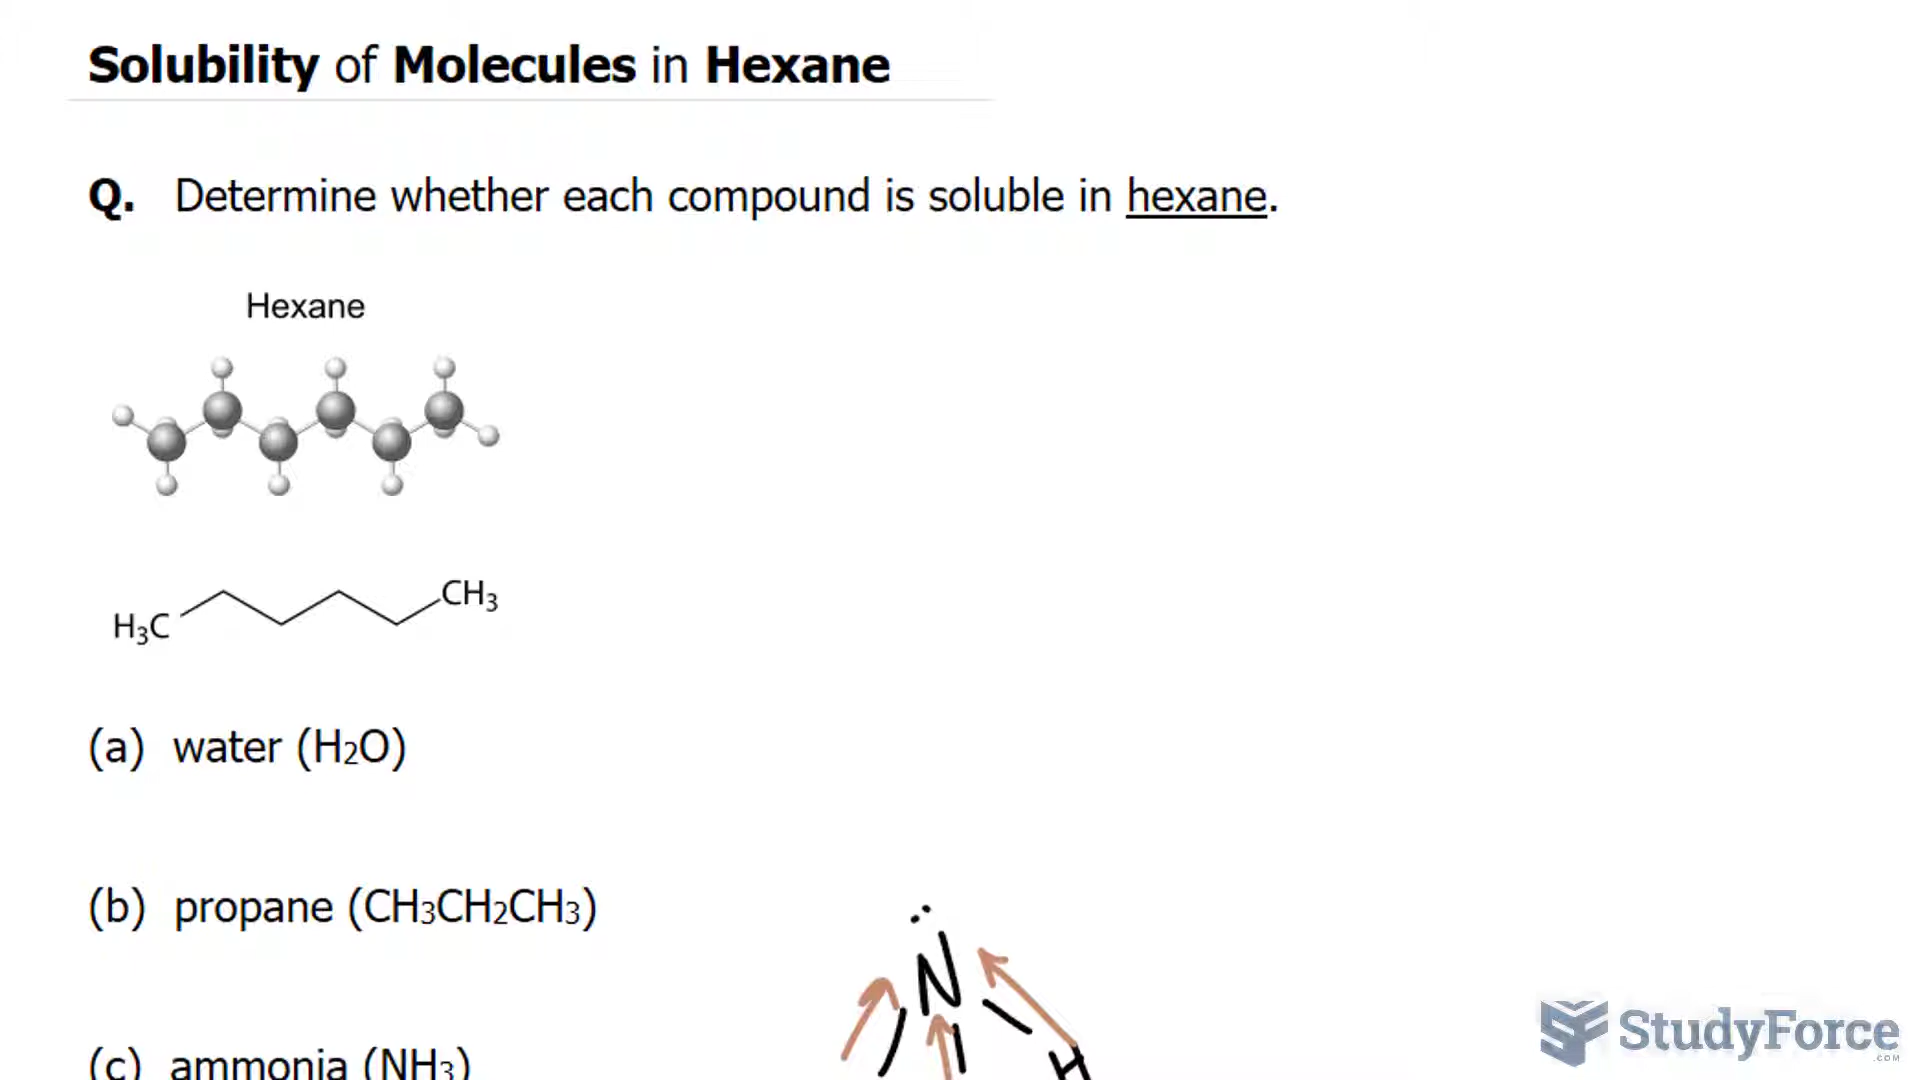 Solubility of Molecules in Hexane
Q. Determine whether each compound is soluble in hexane.
Hexane
H₃C CH₃
(a) water (H₂O)
(b) propane (CH₃CH₂CH₃)
N
H
(c) ammonia (NH₃)
StudyForce
.COM